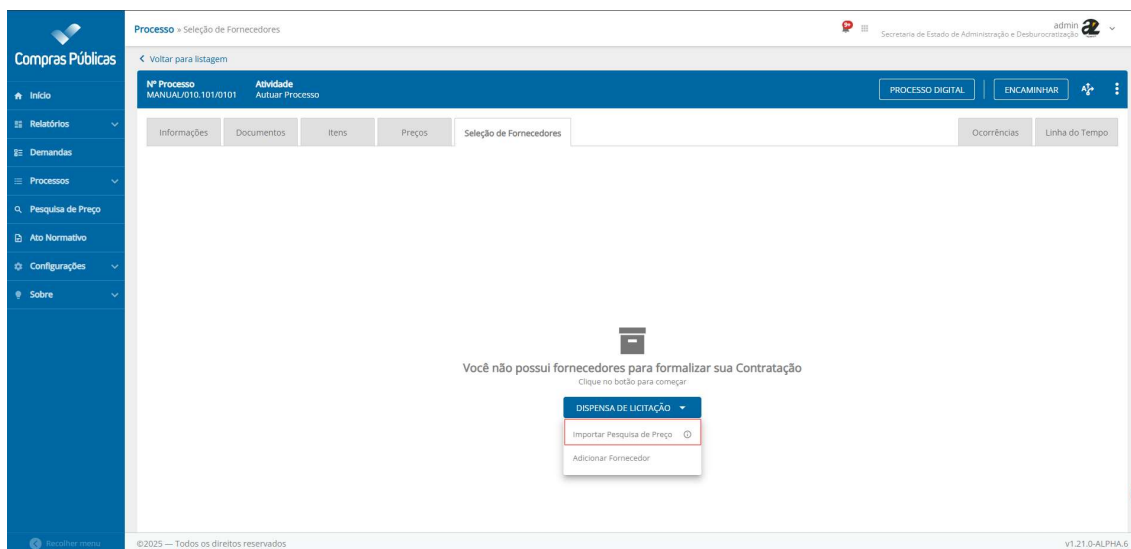 Compras Públicas
Início
Relatórios
Demandas
Processos
Pesquisa de Preço
Ato Normativo
Configurações
Sobre
Recolher menu
Processo » Seleção de Fornecedores
9+
admin
Secretaria de Estado de Administração e Desburocratização
Voltar para listagem
Nº Processo Atividade
MANUAL/010.101/0101 Autuar Processo
PROCESSO DIGITAL ENCAMINHAR
Informações Documentos Itens Preços Seleção de Fornecedores Ocorrências Linha do Tempo
Você não possui fornecedores para formalizar sua Contratação
Clique no botão para começar
DISPENSA DE LICITAÇÃO
Importar Pesquisa de Preço
Adicionar Fornecedor
©2025 — Todos os direitos reservados v1.21.0-ALPHA.6